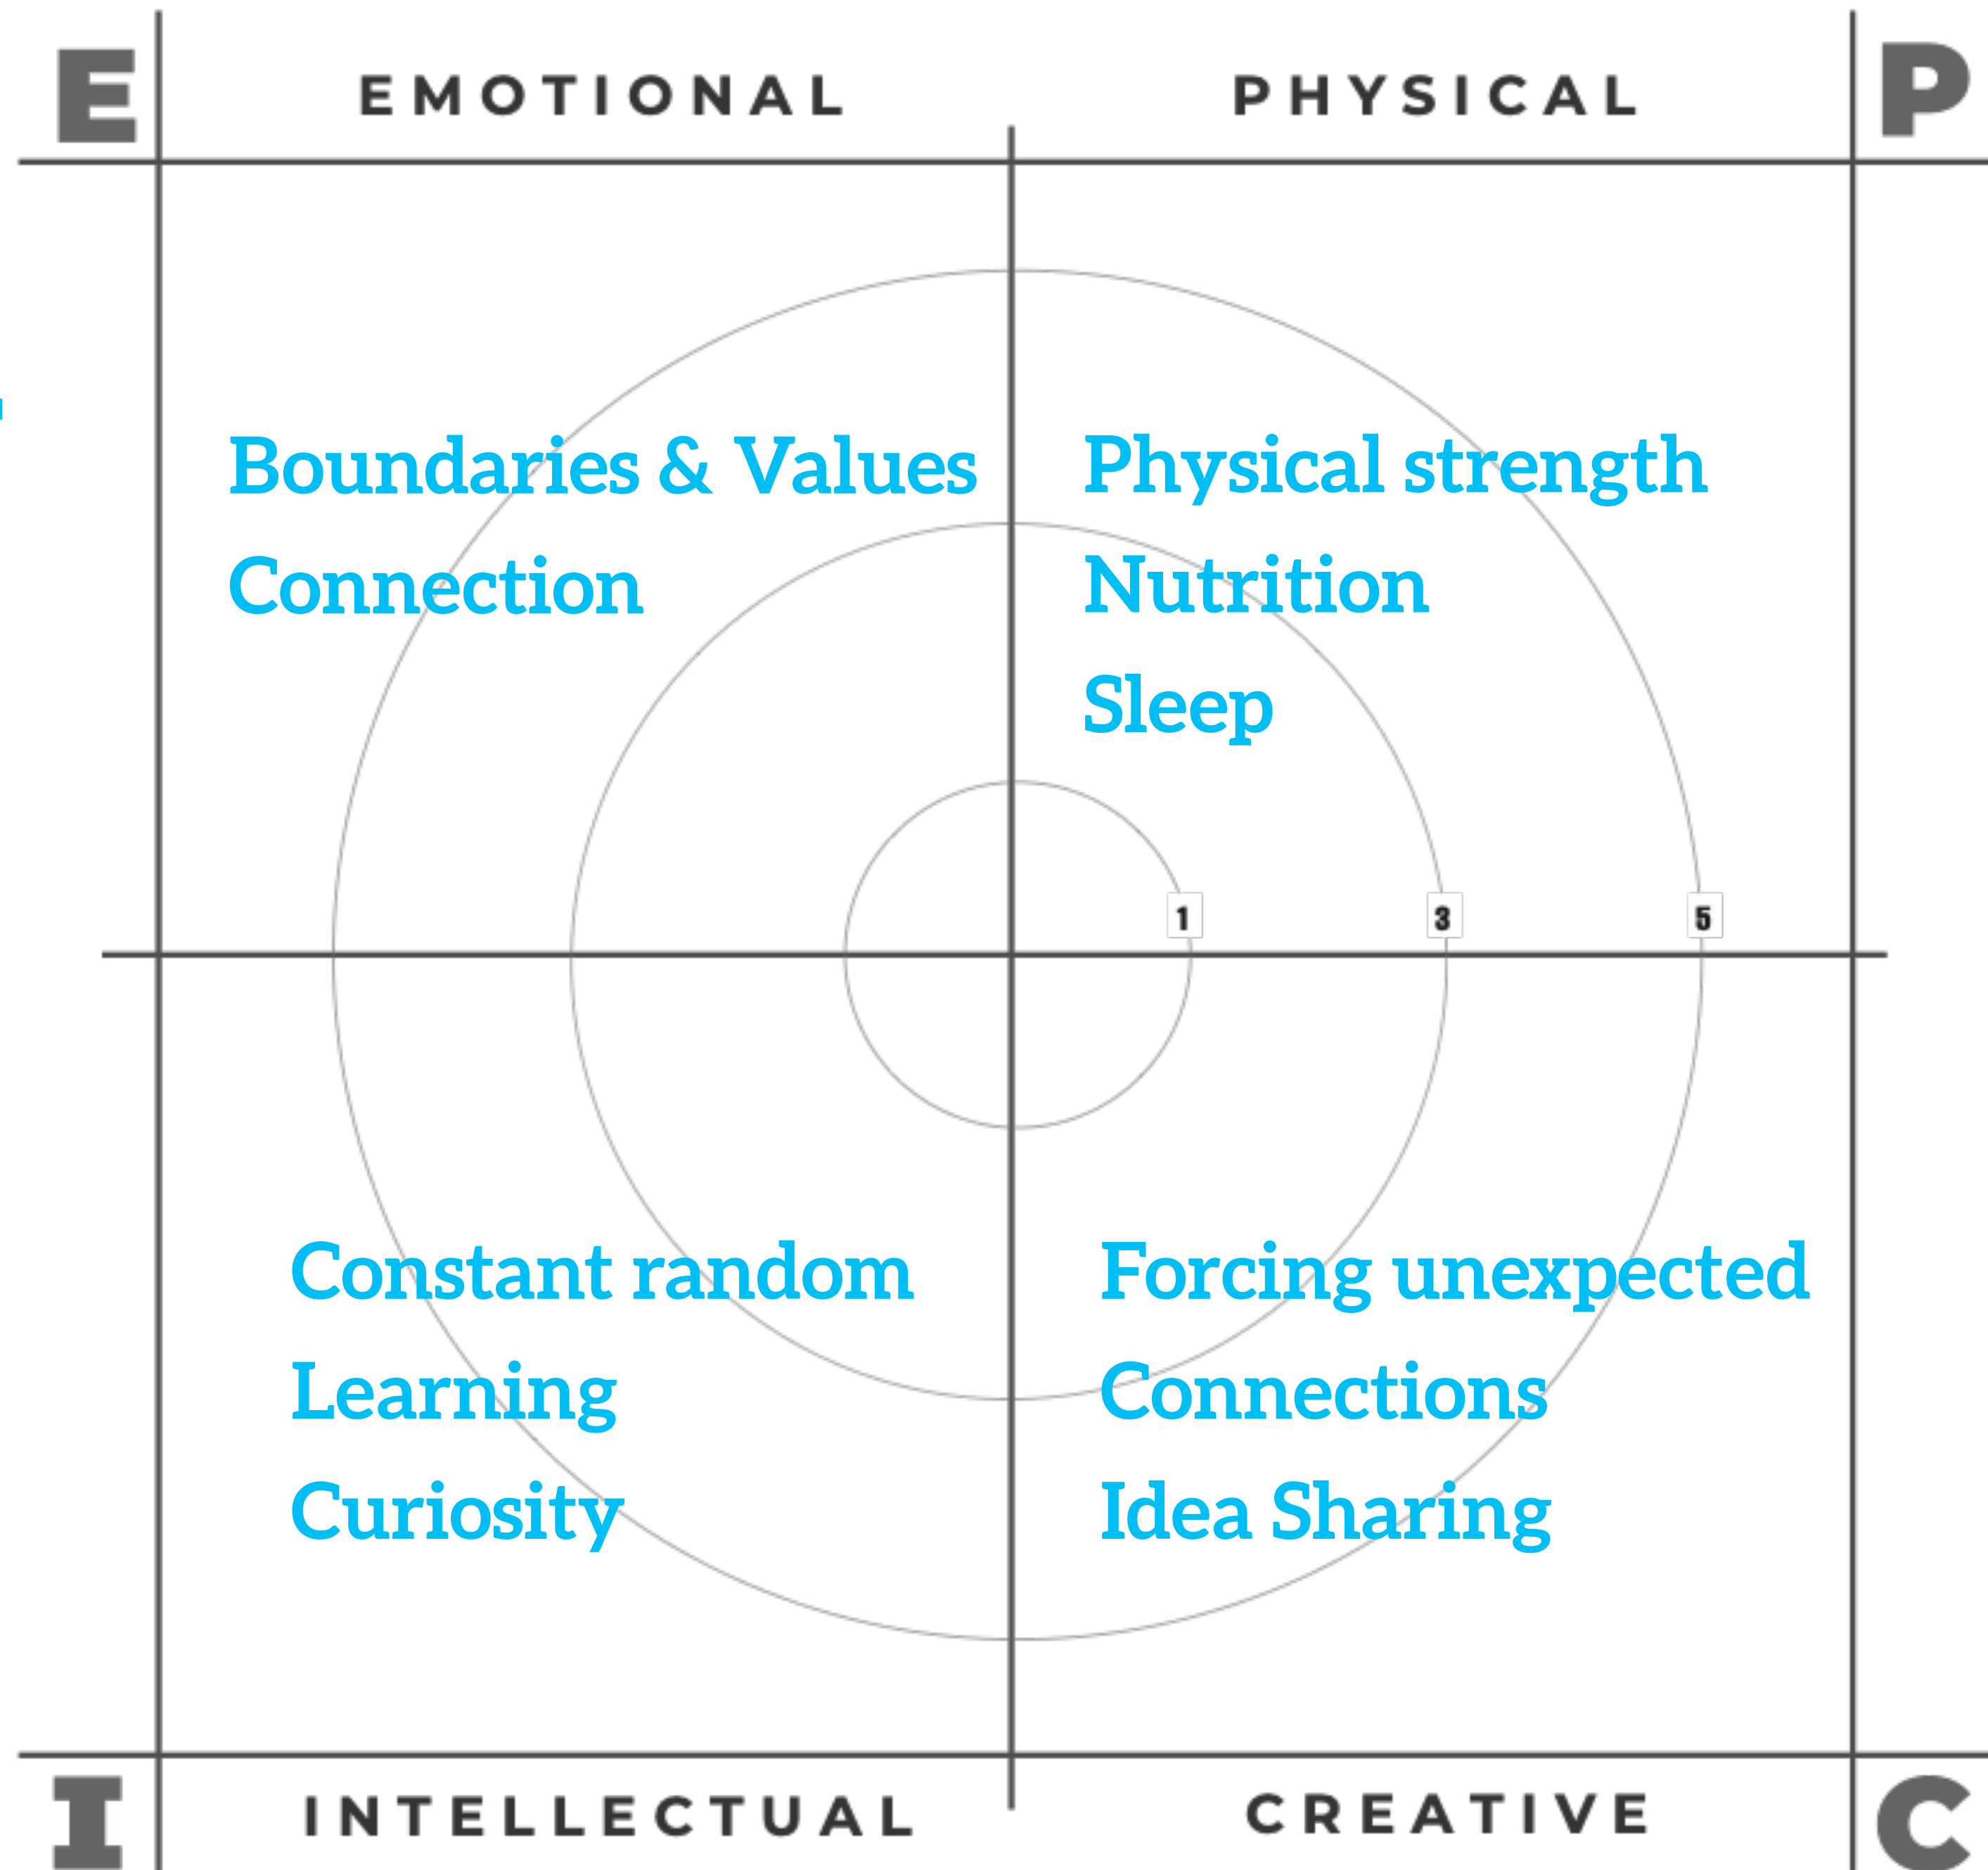 E
EMOTIONAL
PHYSICAL
P
Boundaries & Values
Connection
Physical strength
Nutrition
Sleep
1
3
5
Constant random
Learning
Curiosity
Forcing unexpected
Connections
Idea Sharing
I
INTELLECTUAL
CREATIVE
C